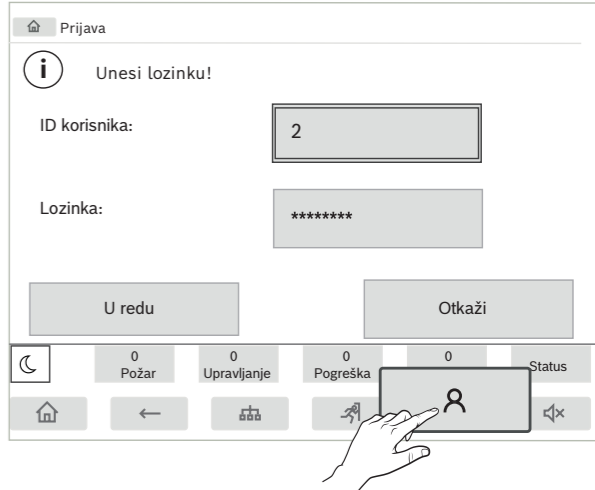 Prijava
i Unesi lozinku!
ID korisnika: 2
Lozinka: ********
U redu Otkaži
0 0 0 0
Požar Upravljanje Pogreška Status